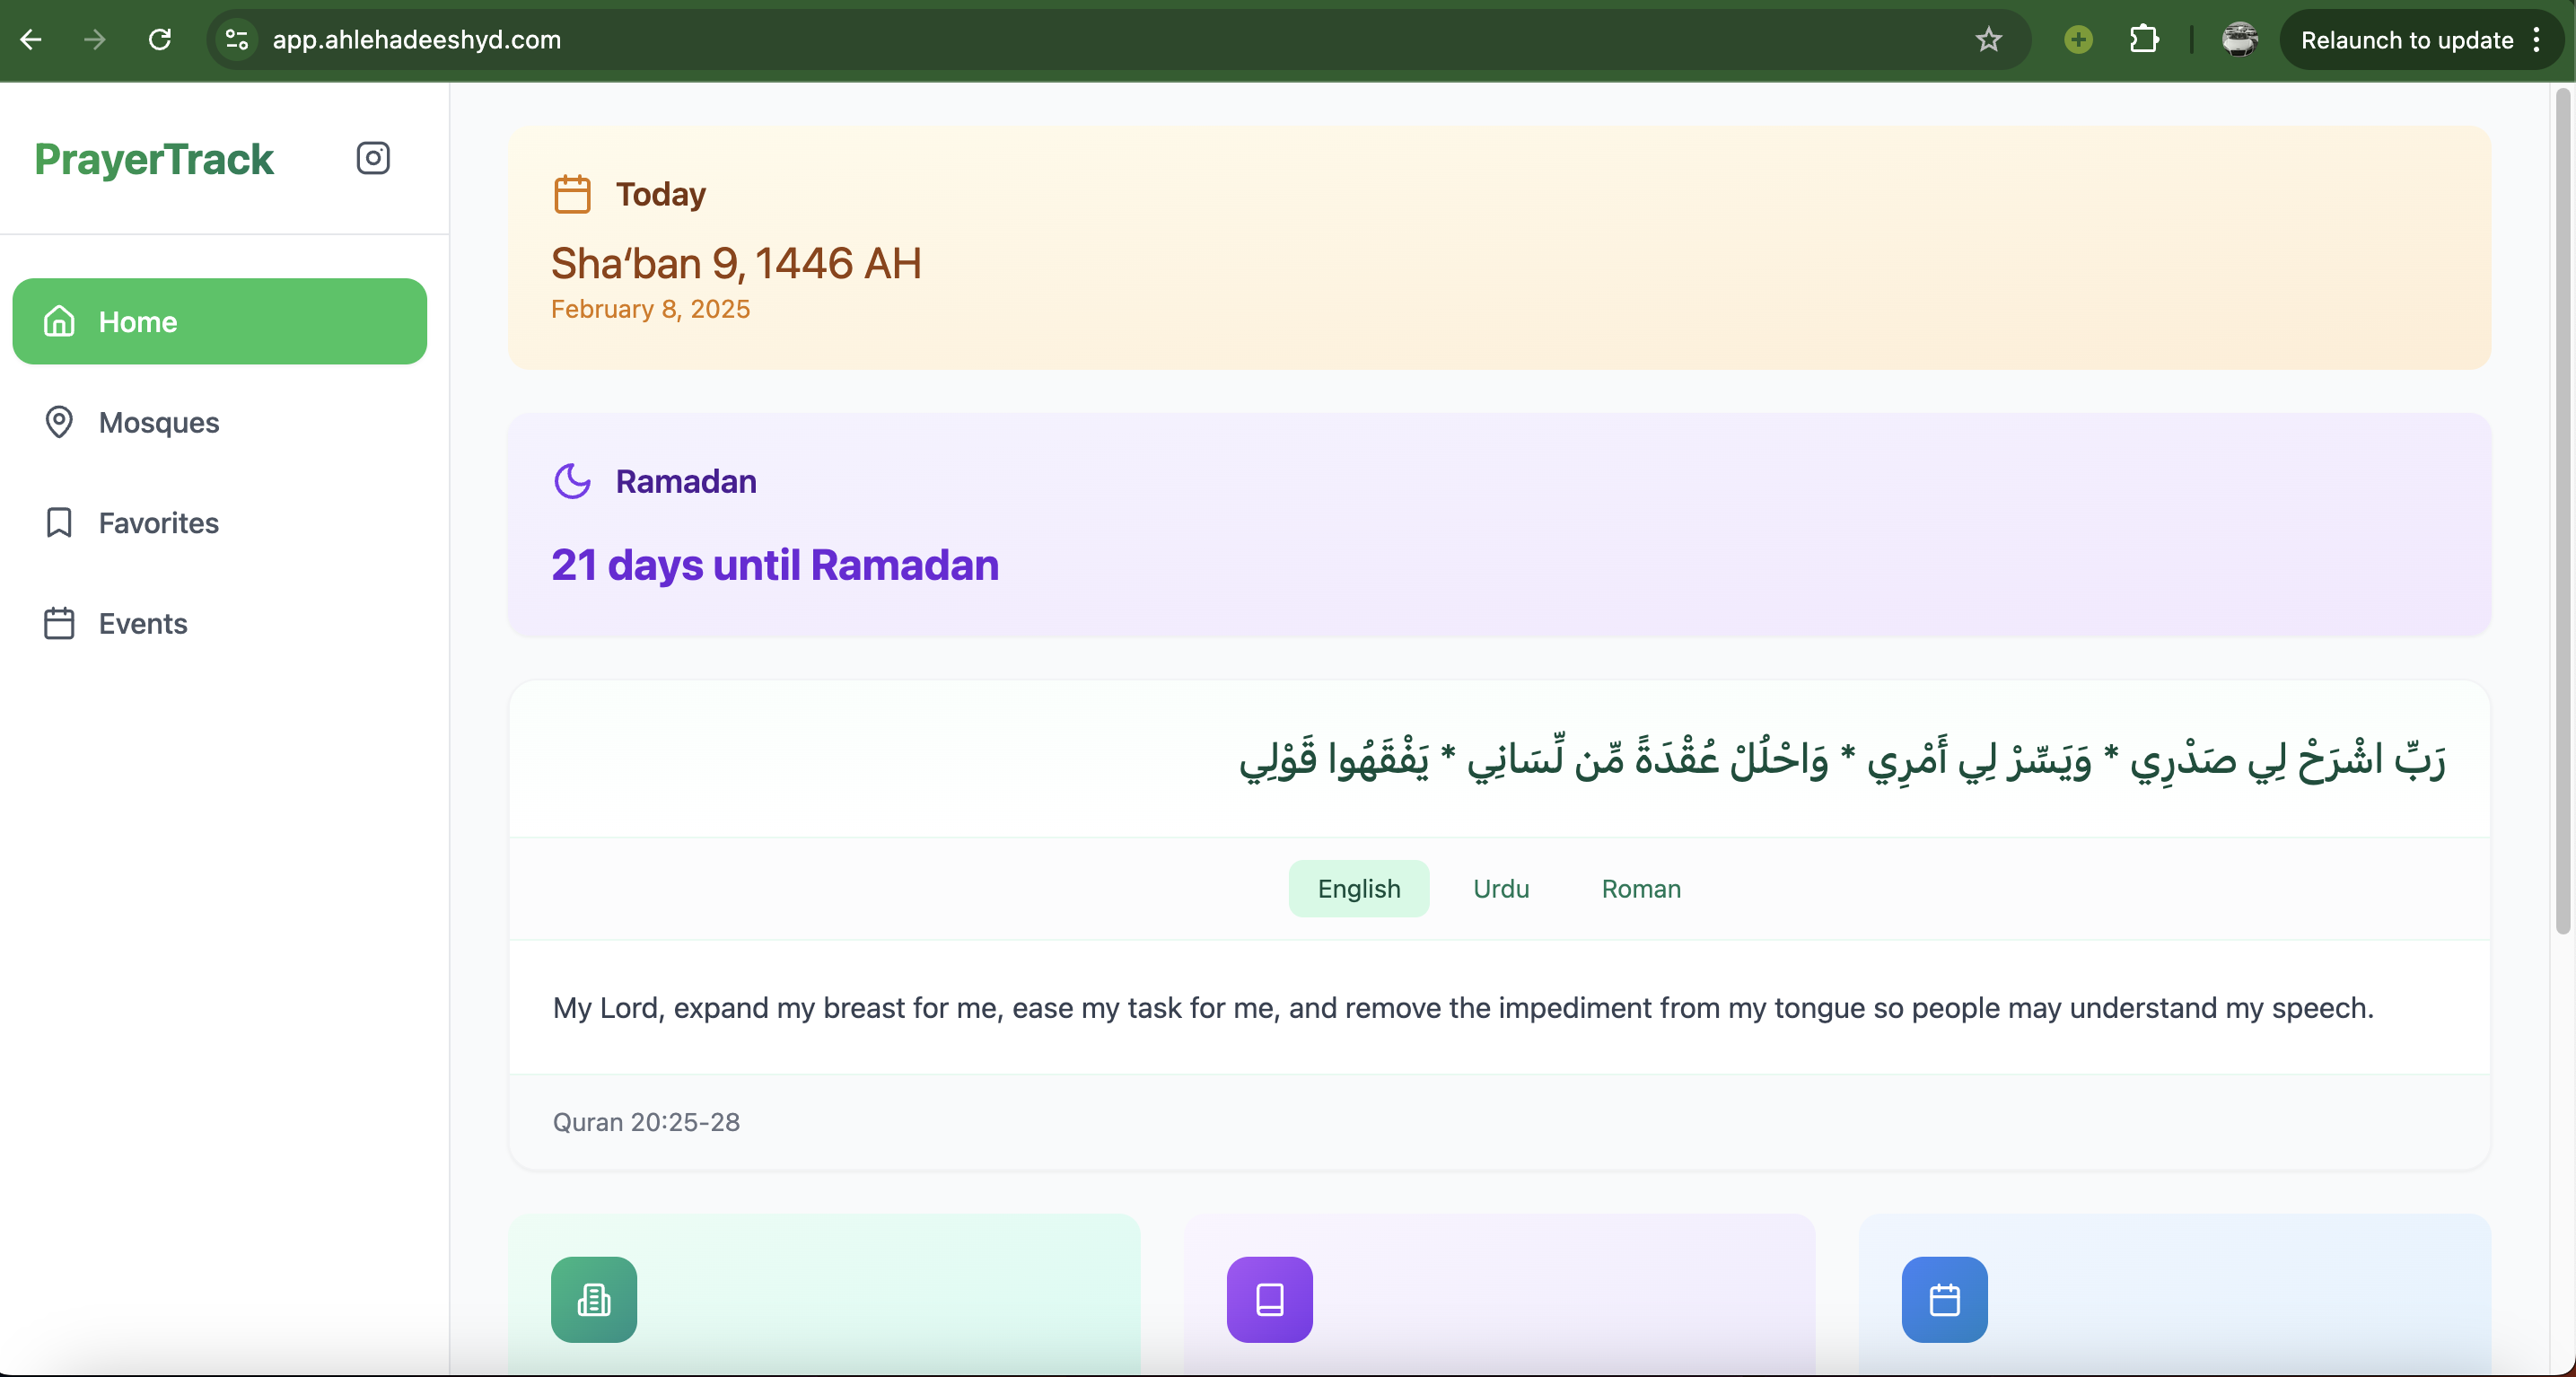 app.ahlehadeeshyd.com
Relaunch to update
PrayerTrack
Home
Mosques
Favorites
Events
Today
Sha‘ban 9, 1446 AH
February 8, 2025
Ramadan
21 days until Ramadan
رَبِّ اشْرَحْ لِي صَدْرِي * وَيَسِّرْ لِي أَمْرِي * وَاحْلُلْ عُقْدَةً مِّن لِّسَانِي * يَفْقَهُوا قَوْلِي
English Urdu Roman
My Lord, expand my breast for me, ease my task for me, and remove the impediment from my tongue so people may understand my speech.
Quran 20:25-28